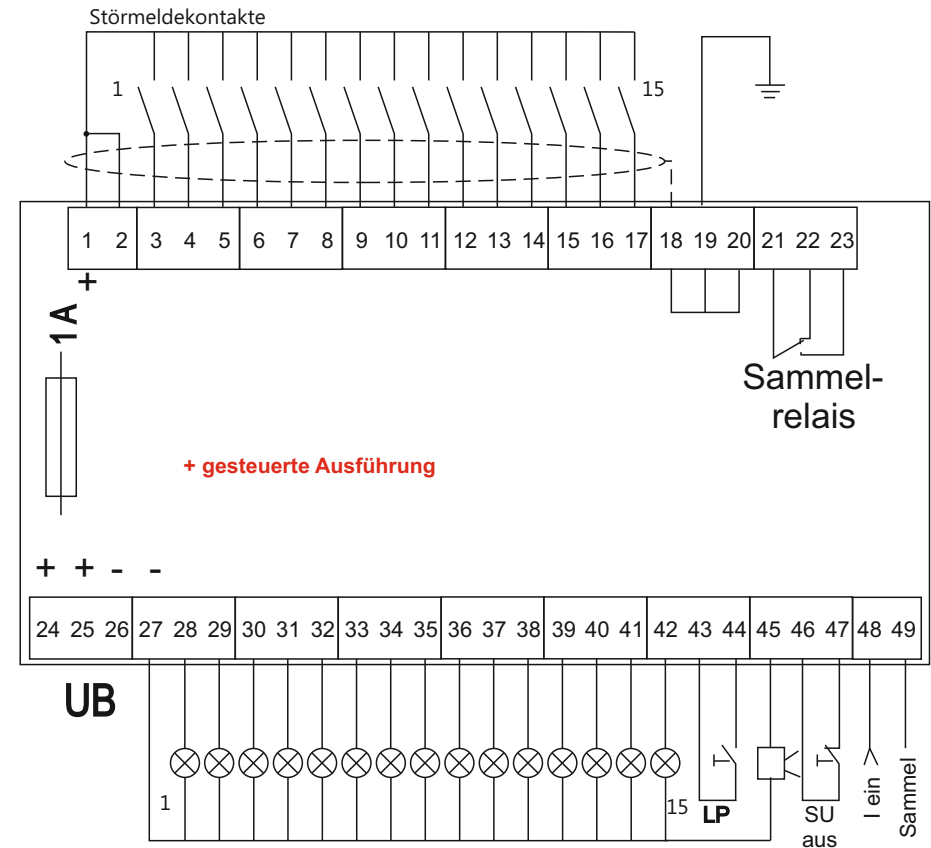 Störmeldekontakte
1 15
1 2 3 4 5 6 7 8 9 10 11 12 13 14 15 16 17 18 19 20 21 22 23
+
1A
Sammel-
relais
+ gesteuerte Ausführung
+ + - -
24 25 26 27 28 29 30 31 32 33 34 35 36 37 38 39 40 41 42 43 44 45 46 47 48 49
UB
1 15
LP
SU
aus
I ein
Sammel